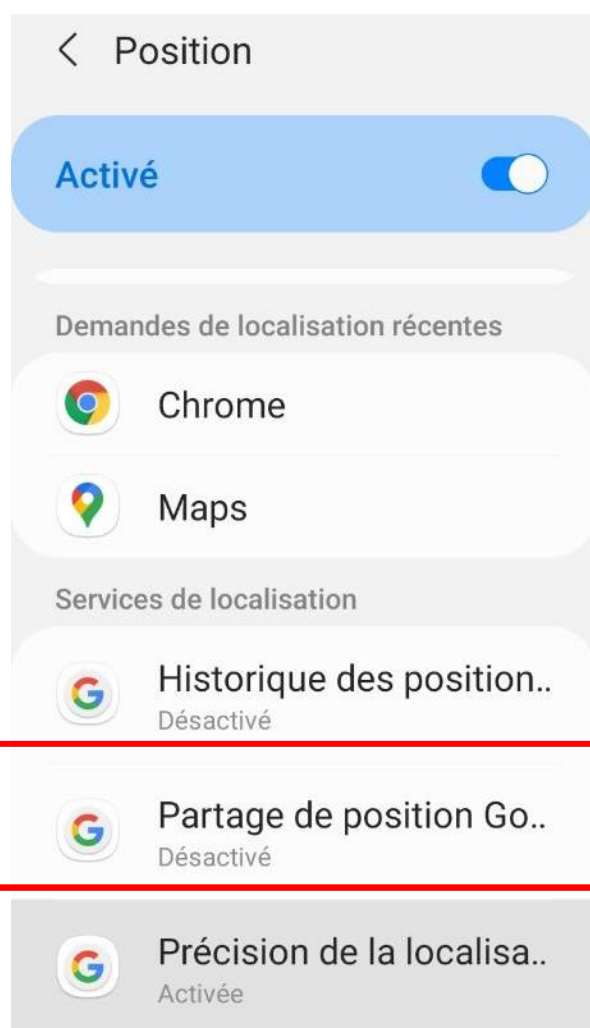 Position
Activé
Demandes de localisation récentes
Chrome
Maps
Services de localisation
Historique des position..
Désactivé
Partage de position Go..
Désactivé
Précision de la localisa..
Activée